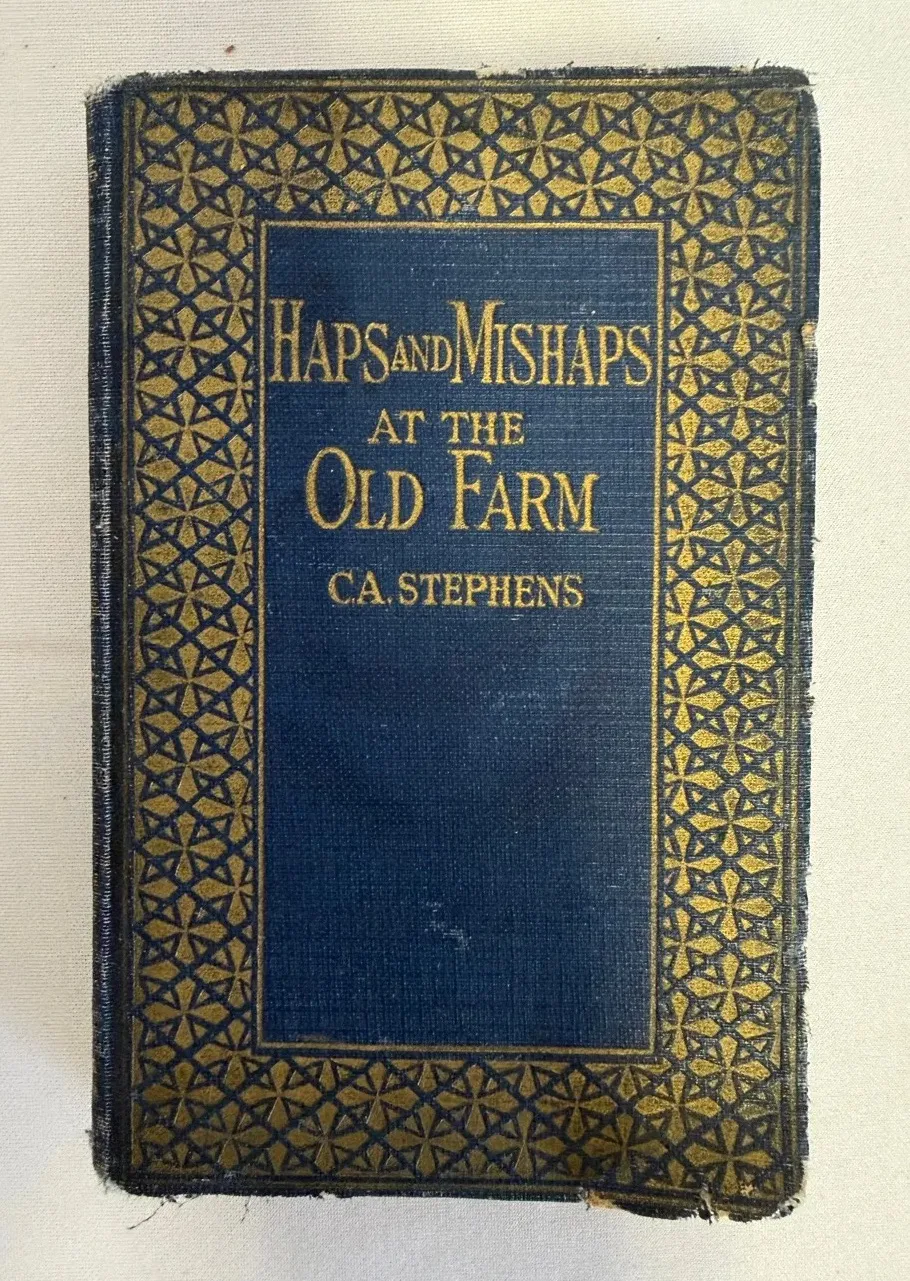 HAPS AND MISHAPS
AT THE
OLD FARM
C.A. STEPHENS